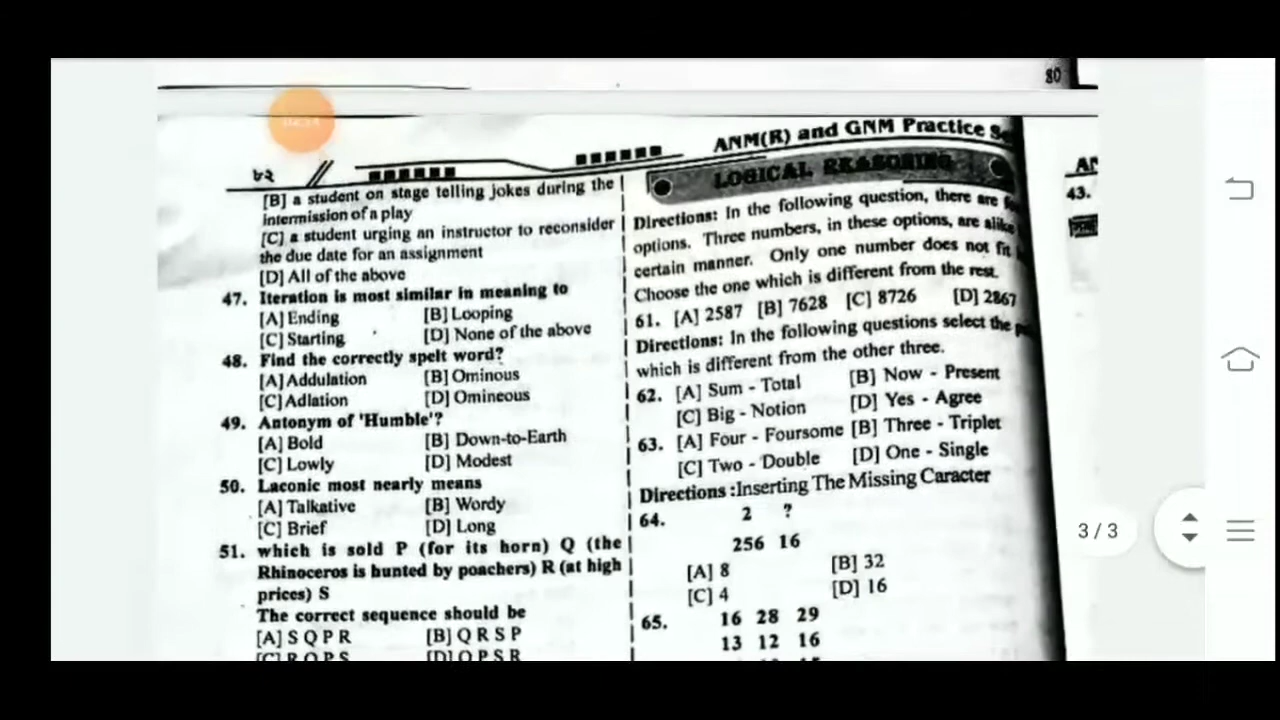 80
ANM(R) and GNM Practice
८२
[B] a student on stage telling jokes during the
intermission of a play
[C] a student urging an instructor to reconsider
the due date for an assignment
[D] All of the above
47. Iteration is most similar in meaning to
[A] Ending [B] Looping
[C] Starting [D] None of the above
48. Find the correctly spelt word?
[A] Addulation [B] Ominous
[C] Adlation [D] Omineous
49. Antonym of 'Humble'?
[A] Bold [B] Down-to-Earth
[C] Lowly [D] Modest
50. Laconic most nearly means
[A] Talkative [B] Wordy
[C] Brief [D] Long
51. which is sold P (for its horn) Q (the
Rhinoceros is hunted by poachers) R (at high
prices) S
The correct sequence should be
[A] S Q P R [B] Q R S P
[C] R Q P S [D] Q P S R
LOGICAL REASONING
Directions: In the following question, there are
options. Three numbers, in these options, are alike
certain manner. Only one number does not fit
Choose the one which is different from the rest.
61. [A] 2587 [B] 7628 [C] 8726 [D] 2867
Directions: In the following questions select the
which is different from the other three.
62. [A] Sum - Total [B] Now - Present
[C] Big - Notion [D] Yes - Agree
63. [A] Four - Foursome [B] Three - Triplet
[C] Two - Double [D] One - Single
Directions :Inserting The Missing Caracter
64. 2 ?
256 16
[A] 8 [B] 32
[C] 4 [D] 16
65. 16 28 29
13 12 16
43.
3 / 3